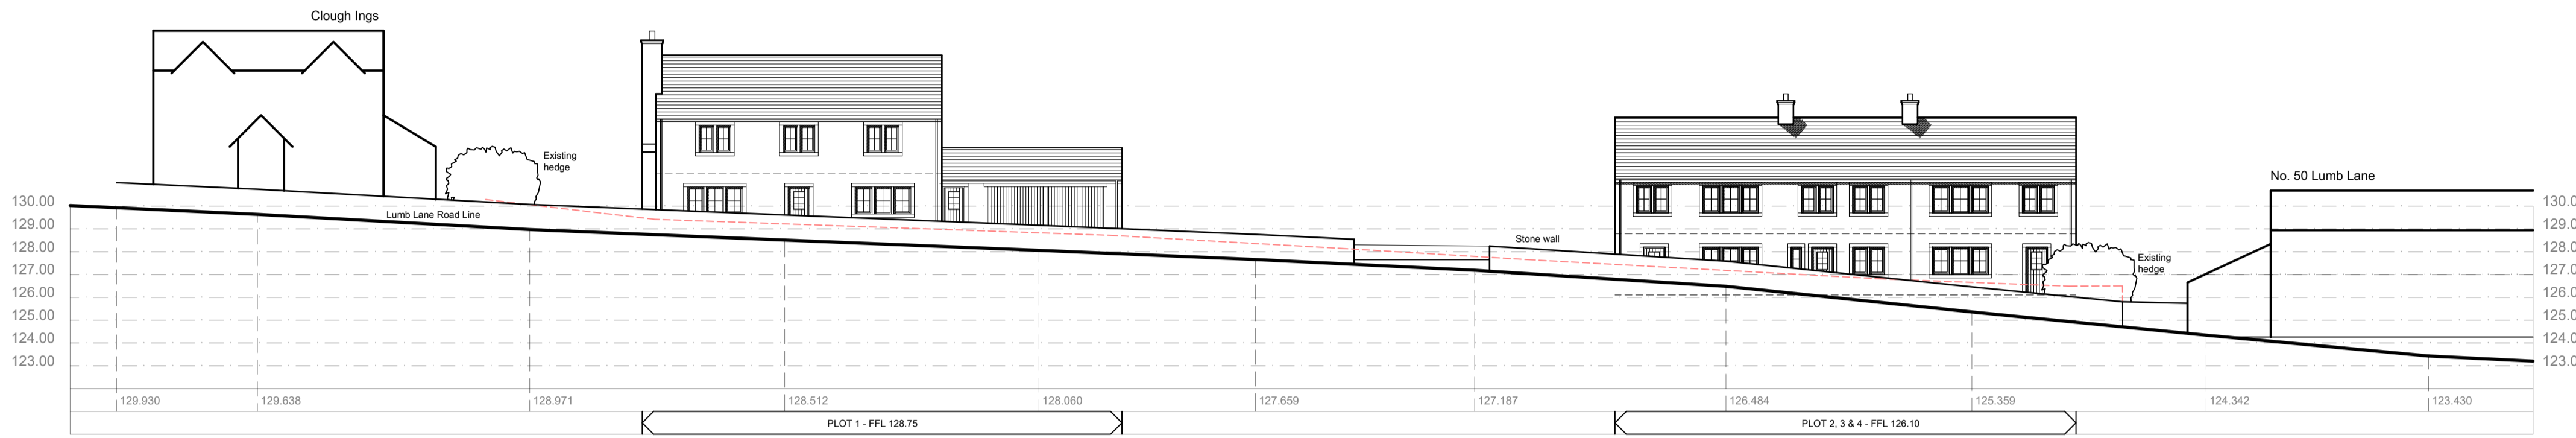 Clough Ings
Existing
hedge
Lumb Lane Road Line
Stone wall
Existing
hedge
No. 50 Lumb Lane
130.00
129.00
128.00
127.00
126.00
125.00
124.00
123.00
130.0
129.0
128.0
127.0
126.0
125.0
124.0
123.0
129.930 129.638 128.971 128.512 128.060 127.659 127.187 126.484 125.359 124.342 123.430
PLOT 1 - FFL 128.75 PLOT 2, 3 & 4 - FFL 126.10